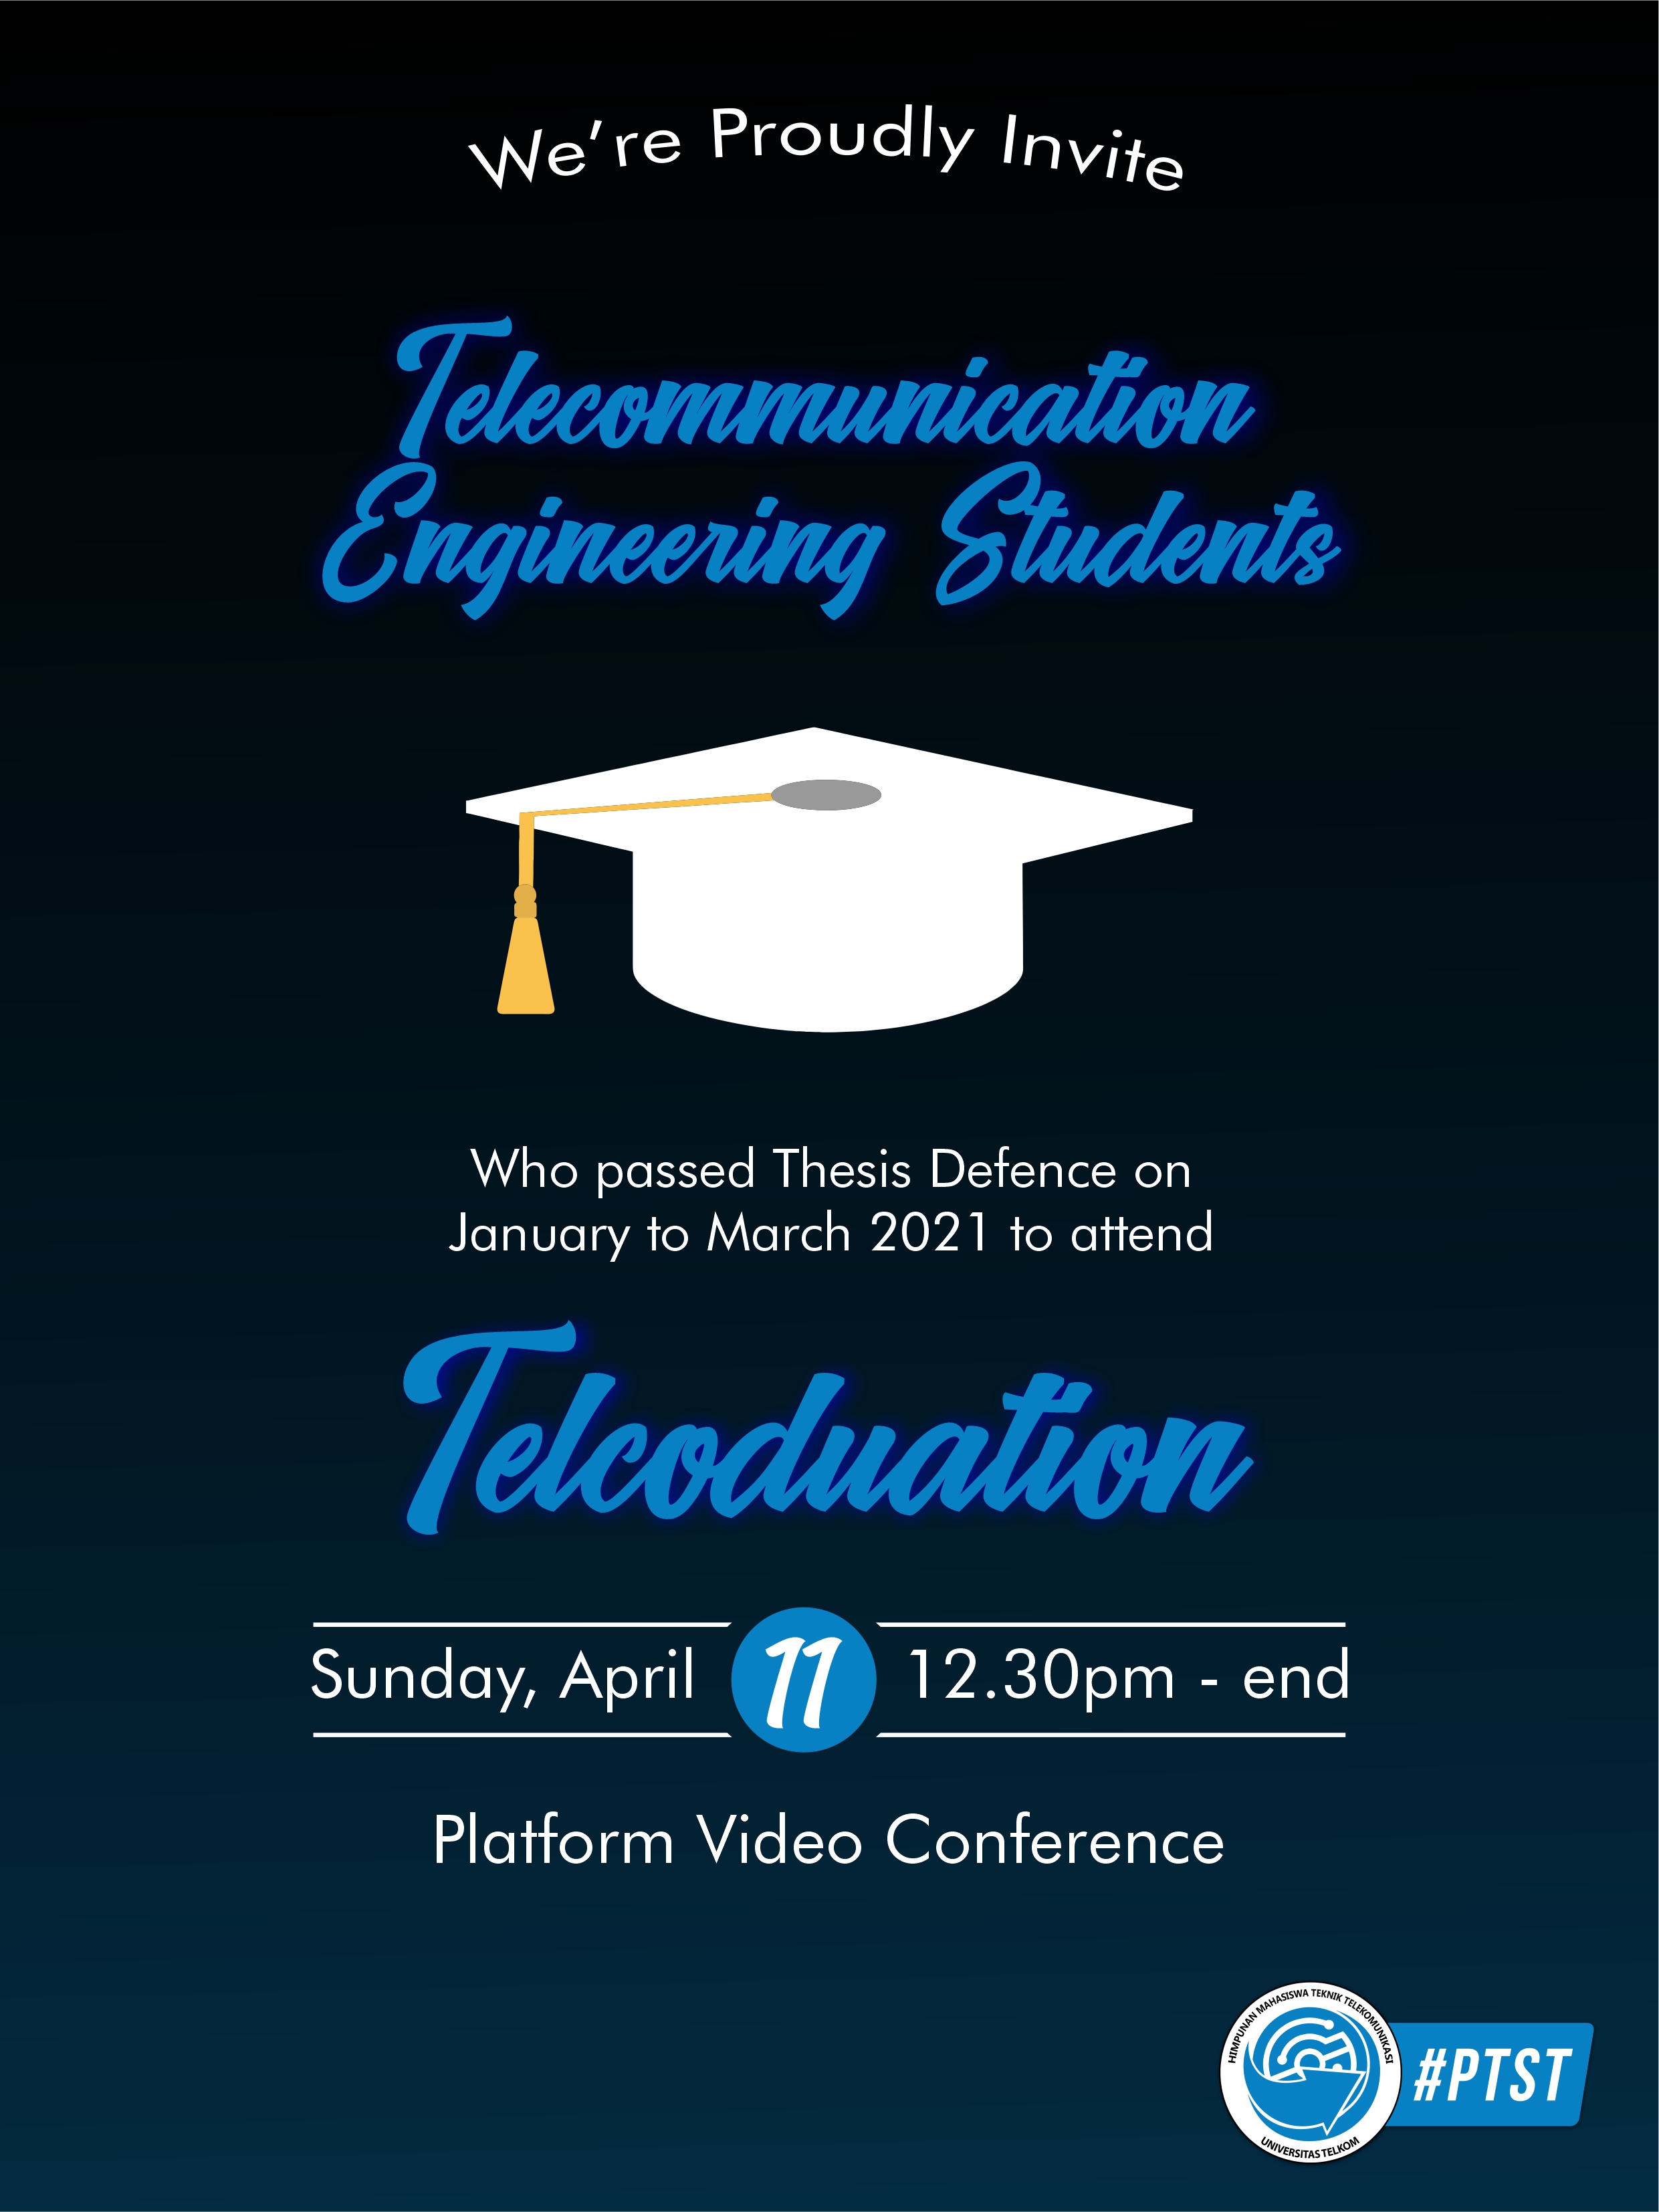 We're Proudly Invite
Telecommunication
Engineering Students
Who passed Thesis Defence on
January to March 2021 to attend
Telcoduation
Sunday, April 11 12.30pm - end
Platform Video Conference
HIMPUNAN MAHASISWA TEKNIK TELEKOMUNIKASI
UNIVERSITAS TELKOM
#PTST